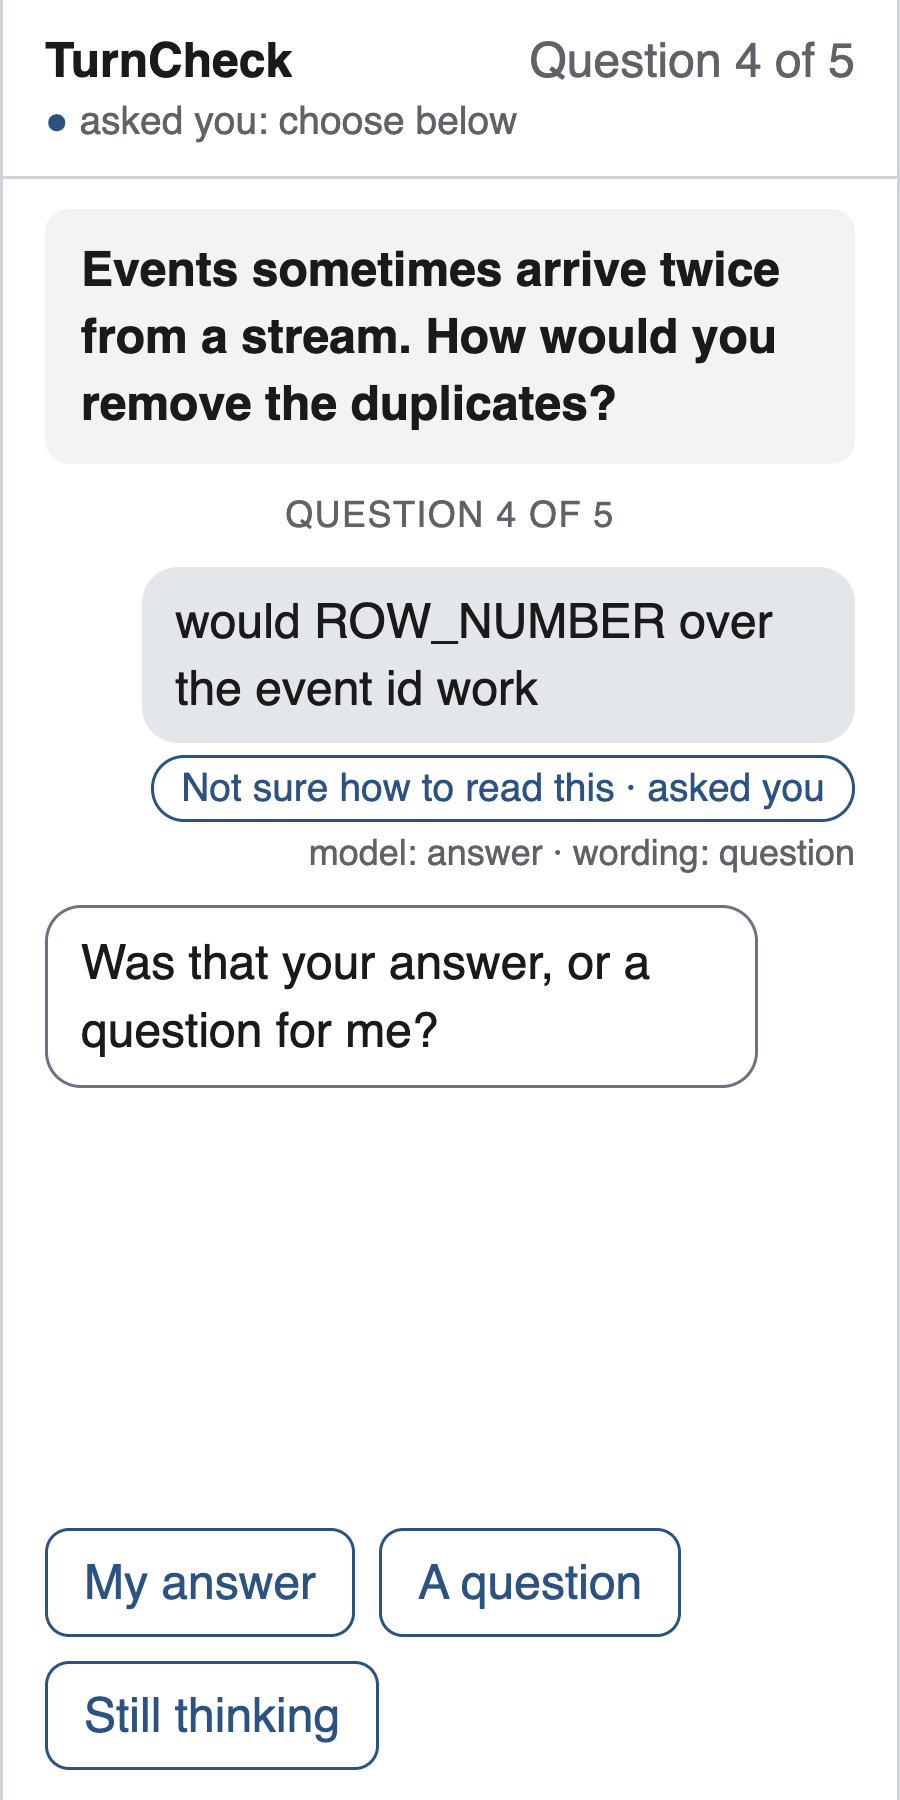 TurnCheck
Question 4 of 5
asked you: choose below
Events sometimes arrive twice
from a stream. How would you
remove the duplicates?
QUESTION 4 OF 5
would ROW_NUMBER over
the event id work
Not sure how to read this · asked you
model: answer · wording: question
Was that your answer, or a
question for me?
My answer
A question
Still thinking